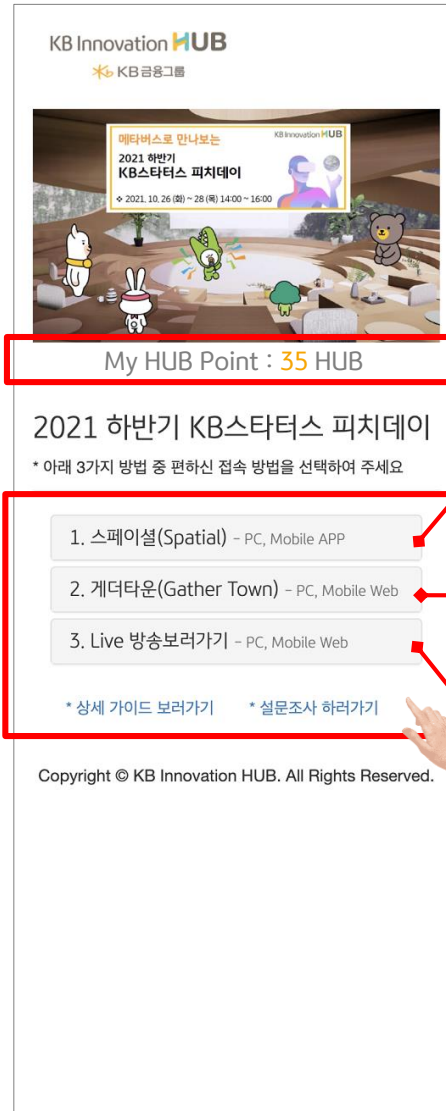 KB Innovation HUB
KB금융그룹
메타버스로 만나보는
KB Innovation HUB
2021 하반기
KB스타터스 피치데이
❖ 2021. 10. 26 (화) ~ 28 (목) 14:00 ~ 16:00
My HUB Point : 35 HUB
2021 하반기 KB스타터스 피치데이
* 아래 3가지 방법 중 편하신 접속 방법을 선택하여 주세요
1. 스페이셜(Spatial) - PC, Mobile APP
2. 게더타운(Gather Town) - PC, Mobile Web
3. Live 방송보러가기 - PC, Mobile Web
* 상세 가이드 보러가기 * 설문조사 하러가기
Copyright © KB Innovation HUB. All Rights Reserved.